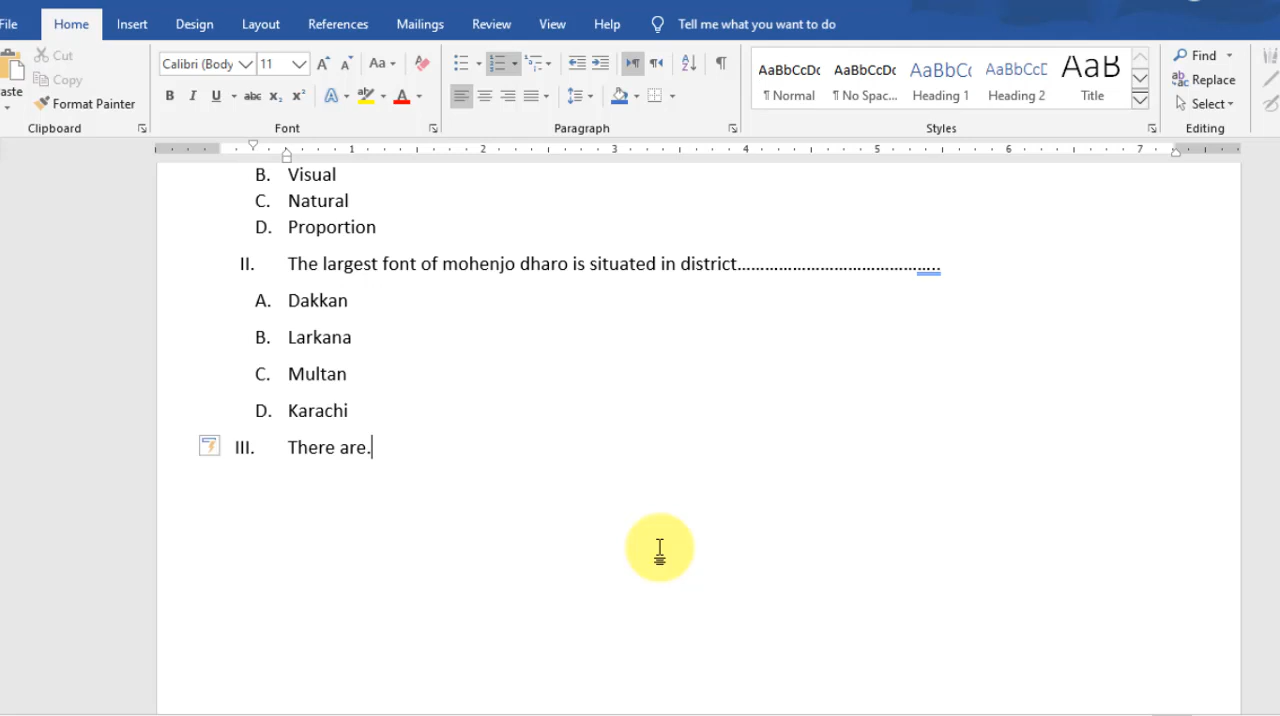 File Home Insert Design Layout References Mailings Review View Help Tell me what you want to do
Cut
Copy
Format Painter
Calibri (Body 11 Aa
B I U abc X₂ X² A A
AaBbCcDc AaBbCcDc AaBbCc AaBbCcD AaB
¶ Normal ¶ No Spac... Heading 1 Heading 2 Title
Find
Replace
Select
Clipboard Font Paragraph Styles Editing
1 2 3 4 5 6 7
B. Visual
C. Natural
D. Proportion
II. The largest font of mohenjo dharo is situated in district…………………………………..
A. Dakkan
B. Larkana
C. Multan
D. Karachi
III. There are.